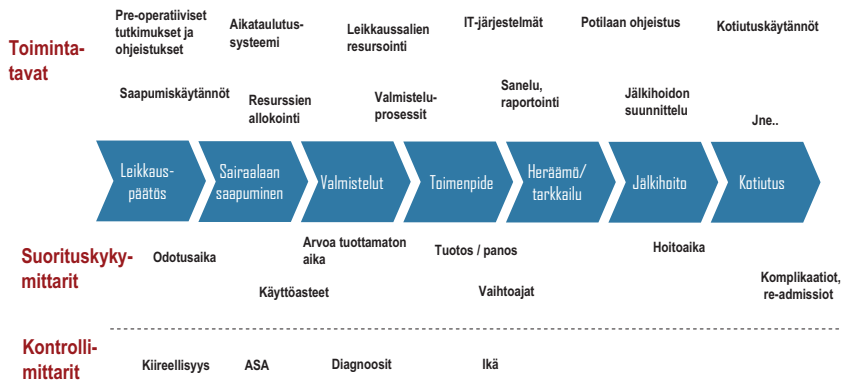 Toiminta-
tavat
Pre-operatiiviset
tutkimukset ja
ohjeistukset
Aikataulutus-
systeemi
Leikkaussalien
resursointi
IT-järjestelmät
Potilaan ohjeistus
Kotiutuskäytännöt
Saapumiskäytännöt
Resurssien
allokointi
Valmistelu-
prosessit
Sanelu,
raportointi
Jälkihoidon
suunnittelu
Jne..
Leikkaus-
päätös
Sairaalaan
saapuminen
Valmistelut
Toimenpide
Heräämö/
tarkkailu
Jälkihoito
Kotiutus
Suorituskyky-
mittarit
Odotusaika
Arvoa tuottamaton
aika
Tuotos / panos
Hoitoaika
Käyttöasteet
Vaihtoajat
Komplikaatiot,
re-admissiot
Kontrolli-
mittarit
Kiireellisyys
ASA
Diagnoosit
Ikä